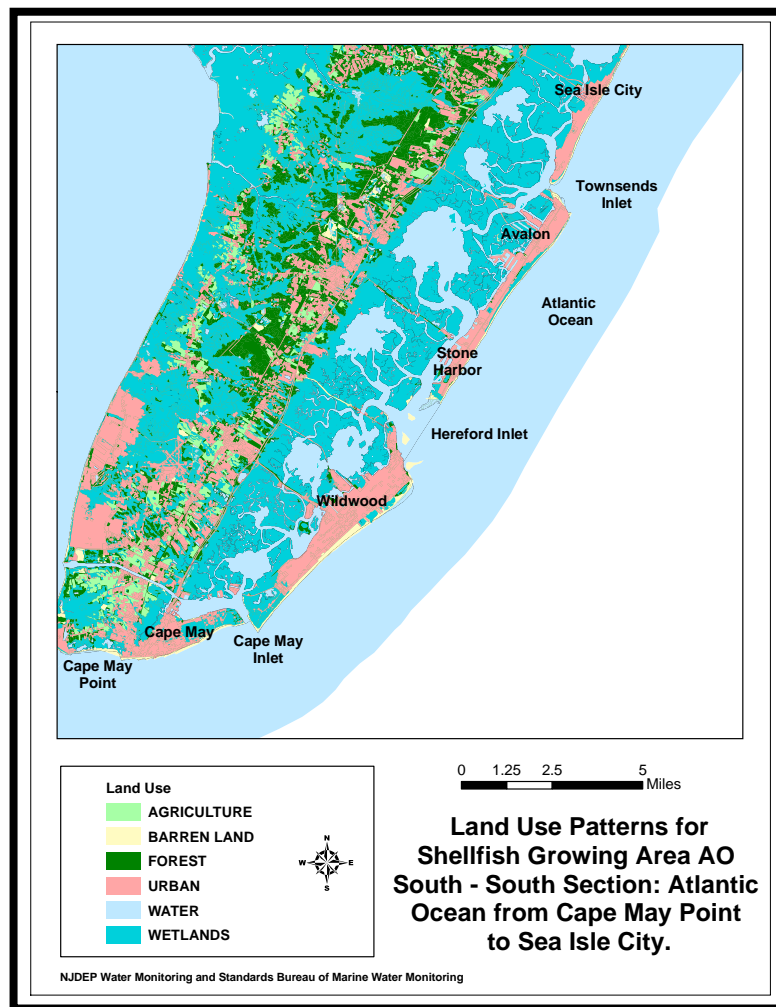 Sea Isle City
Townsends
Inlet
Avalon
Atlantic
Ocean
Stone
Harbor
Hereford Inlet
Wildwood
Cape May
Cape May
Inlet
Cape May
Point
0 1.25 2.5 5
Miles
Land Use
AGRICULTURE
BARREN LAND
FOREST
URBAN
WATER
WETLANDS
N
W E
S
Land Use Patterns for
Shellfish Growing Area AO
South - South Section: Atlantic
Ocean from Cape May Point
to Sea Isle City.
NJDEP Water Monitoring and Standards Bureau of Marine Water Monitoring